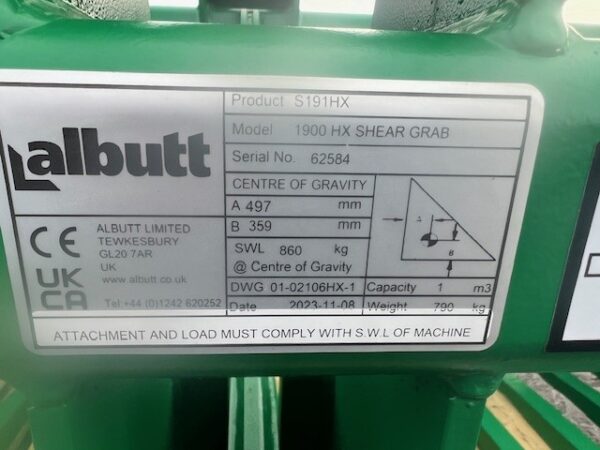 albutt
ALBUTT LIMITED
TEWKESBURY
GL20 7AR
UK
www.albutt.co.uk
Tel:+44 (0)1242 620252
CE
UK
CA
Product S191HX
Model 1900 HX SHEAR GRAB
Serial No. 62584
CENTRE OF GRAVITY
A 497 mm
B 359 mm
SWL 860 kg
@ Centre of Gravity
A
B
DWG 01-02106HX-1 Capacity 1 m3
Date 2023-11-08 Weight 790 kg
ATTACHMENT AND LOAD MUST COMPLY WITH S.W.L OF MACHINE